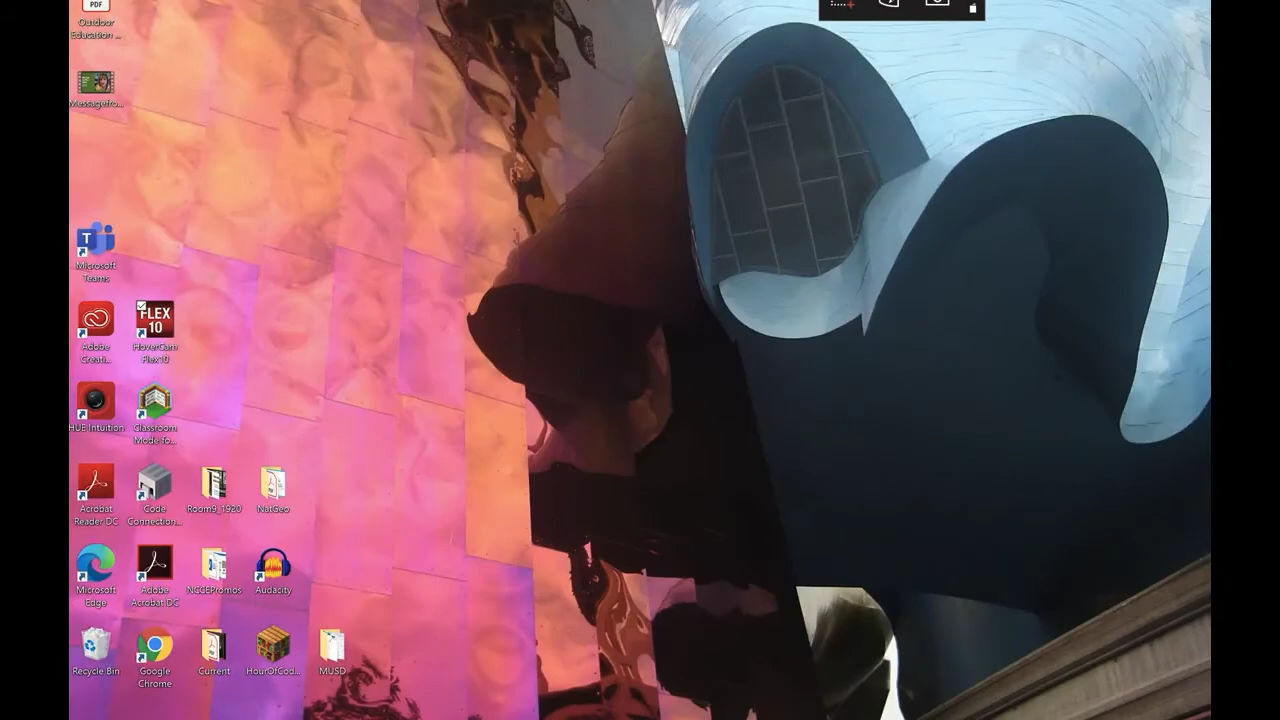 PDF
Outdoor
Education ...
Messagefro...
T
Microsoft
Teams
Adobe
Creati...
FLEX
10
HoverCam
Flex10
HUE Intuition
Classroom
Mode fo...
Acrobat
Reader DC
Code
Connection...
Room9_1920
NatGeo
Microsoft
Edge
Adobe
Acrobat DC
NCCEPromos
Audacity
Recycle Bin
Google
Chrome
Current
HourOfCod...
MUSD